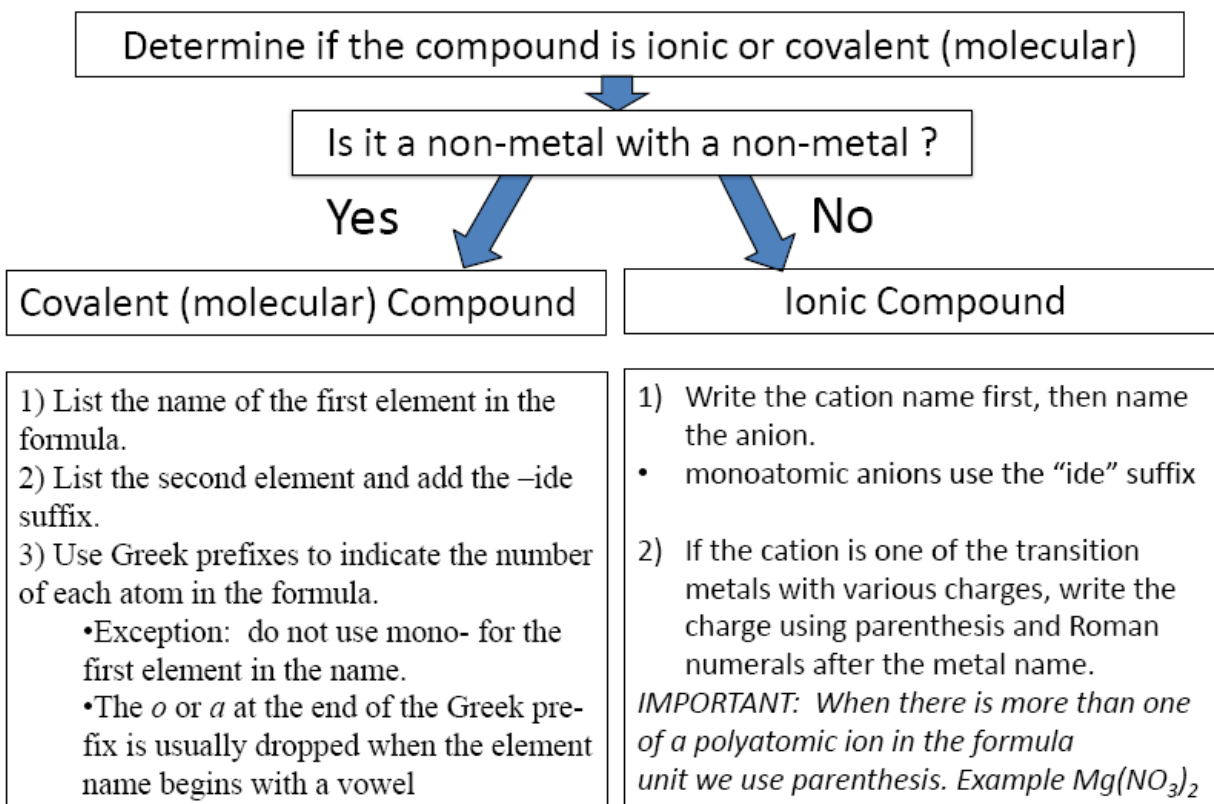 Determine if the compound is ionic or covalent (molecular)
Is it a non-metal with a non-metal ?
Yes
No
Covalent (molecular) Compound
Ionic Compound
1) List the name of the first element in the
formula.
2) List the second element and add the –ide
suffix.
3) Use Greek prefixes to indicate the number
of each atom in the formula.
•Exception: do not use mono- for the
first element in the name.
•The o or a at the end of the Greek pre-
fix is usually dropped when the element
name begins with a vowel
1) Write the cation name first, then name
the anion.
• monoatomic anions use the “ide” suffix
2) If the cation is one of the transition
metals with various charges, write the
charge using parenthesis and Roman
numerals after the metal name.
IMPORTANT: When there is more than one
of a polyatomic ion in the formula
unit we use parenthesis. Example Mg(NO₃)₂